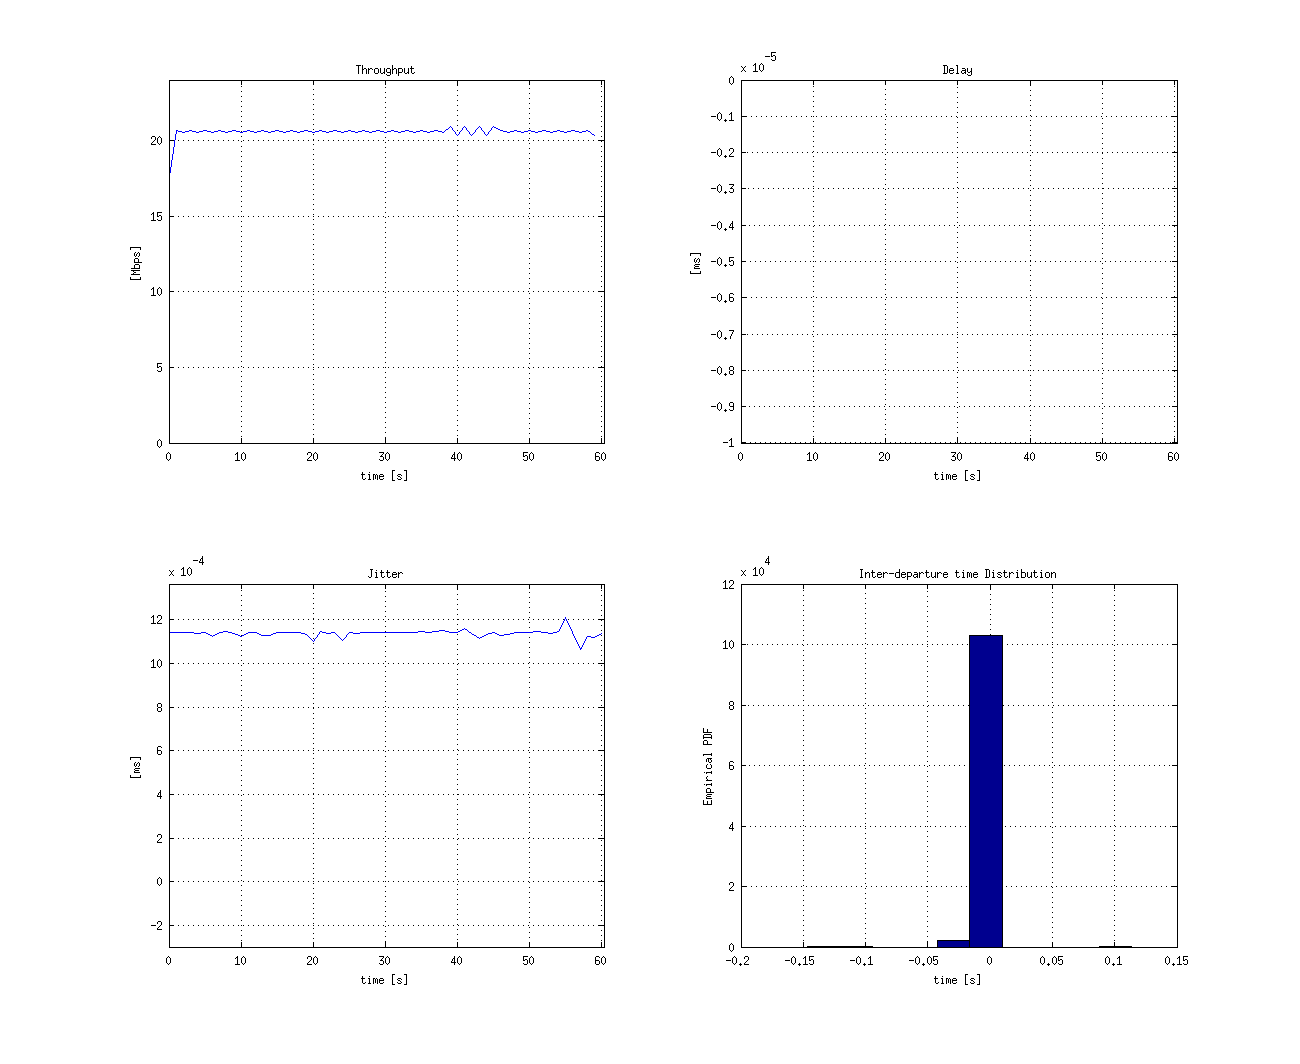 Throughput
20
15
10
5
0
[Mbps]
0 10 20 30 40 50 60
time [s]
x 10^-5
Delay
0
-0.1
-0.2
-0.3
-0.4
-0.5
-0.6
-0.7
-0.8
-0.9
-1
[ms]
0 10 20 30 40 50 60
time [s]
x 10^-4
Jitter
12
10
8
6
4
2
0
-2
[ms]
0 10 20 30 40 50 60
time [s]
x 10^4
Inter-departure time Distribution
12
10
8
6
4
2
0
Empirical PDF
-0.2 -0.15 -0.1 -0.05 0 0.05 0.1 0.15
time [s]